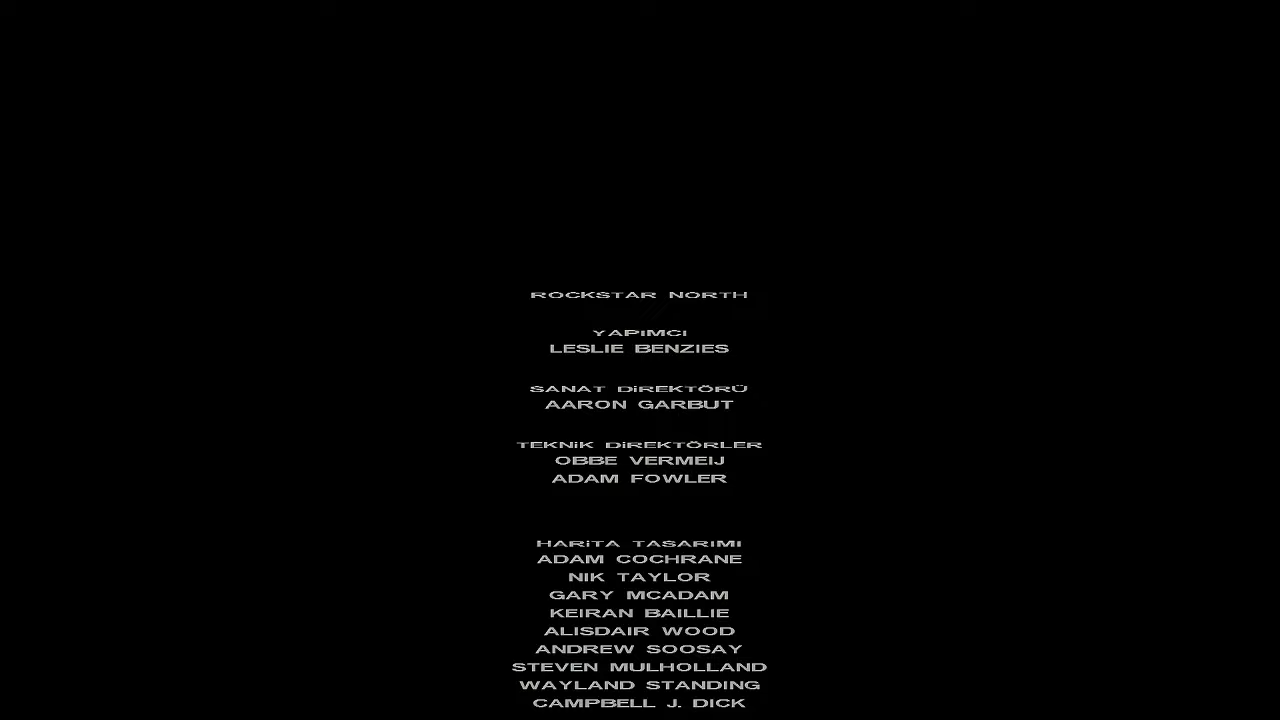 ROCKSTAR NORTH
YAPIMCI
LESLIE BENZIES
SANAT DiREKTÖRÜ
AARON GARBUT
TEKNiK DiREKTÖRLER
OBBE VERMEIJ
ADAM FOWLER
HARiTA TASARIMI
ADAM COCHRANE
NIK TAYLOR
GARY MCADAM
KEIRAN BAILLIE
ALISDAIR WOOD
ANDREW SOOSAY
STEVEN MULHOLLAND
WAYLAND STANDING
CAMPBELL J. DICK